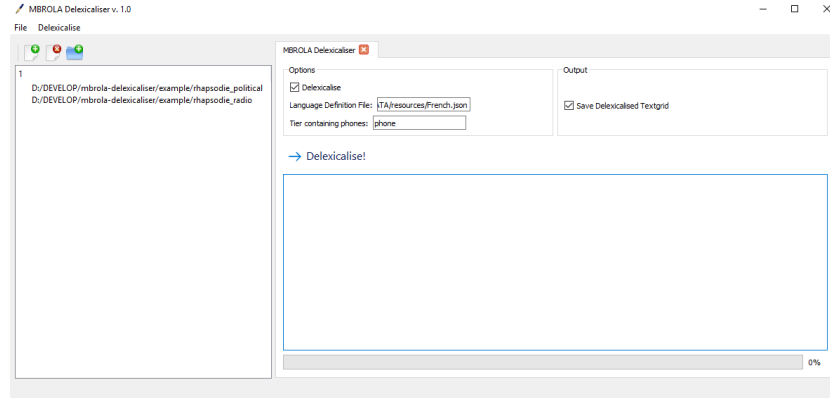 MBROLA Delexicaliser v. 1.0
File Delexicalise
1
D:/DEVELOP/mbrola-delexicaliser/example/rhapsodie_political
D:/DEVELOP/mbrola-delexicaliser/example/rhapsodie_radio
MBROLA Delexicaliser
Options
Delexicalise
Language Definition File: ATA/resources/French.json
Tier containing phones: phone
Output
Save Delexicalised Textgrid
Delexicalise!
0%